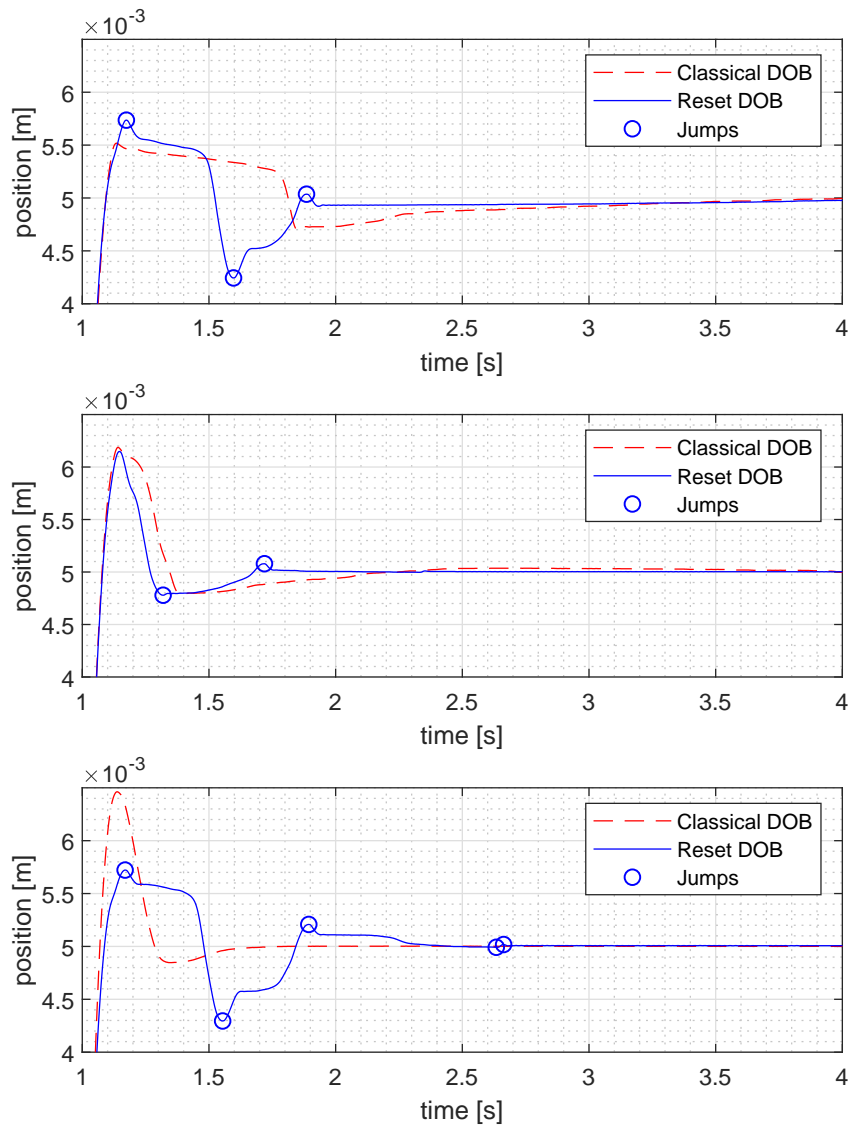 ×10⁻³
Classical DOB
Reset DOB
Jumps
position [m]
6
5.5
5
4.5
4
1 1.5 2 2.5 3 3.5 4
time [s]
×10⁻³
Classical DOB
Reset DOB
Jumps
position [m]
6
5.5
5
4.5
4
1 1.5 2 2.5 3 3.5 4
time [s]
×10⁻³
Classical DOB
Reset DOB
Jumps
position [m]
6
5.5
5
4.5
4
1 1.5 2 2.5 3 3.5 4
time [s]